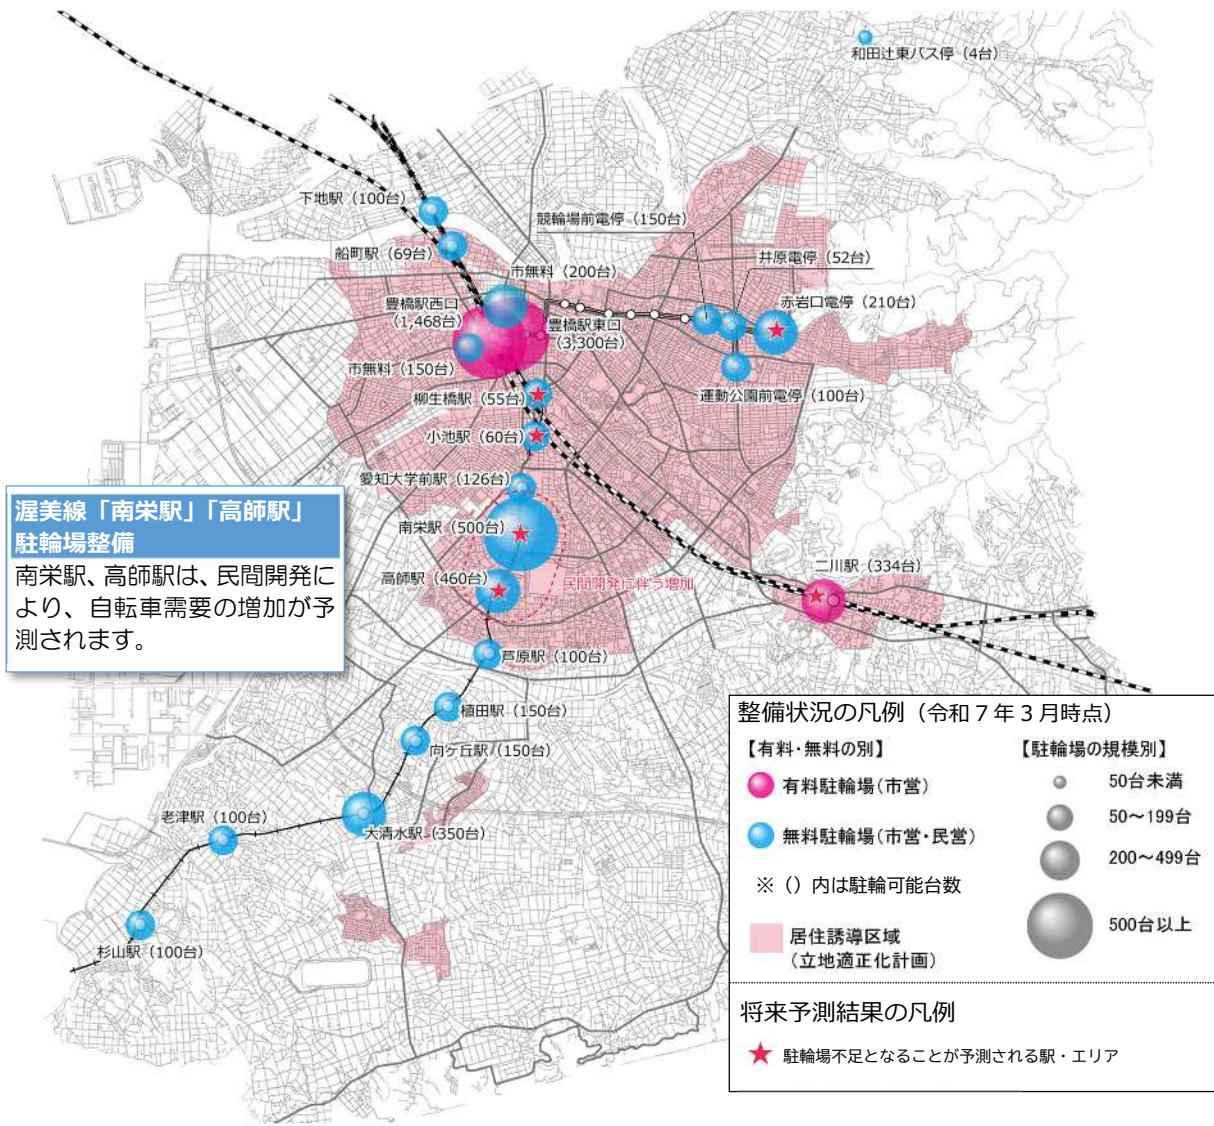 和田辻東バス停（4台）
下地駅（100台）
競輪場前電停（150台）
船町駅（69台）
井原電停（52台）
市無料（200台）
赤岩口電停（210台）
豊橋駅西口
（1,468台）
豊橋駅東口
（3,300台）
市無料（150台）
柳生橋駅（55台）
運動公園前電停（100台）
小池駅（60台）
愛知大学前駅（126台）
渥美線「南栄駅」「高師駅」
駐輪場整備
南栄駅、高師駅は、民間開発に
より、自転車需要の増加が予
測されます。
南栄駅（500台）
高師駅（460台）
民間開発に伴う増加
二川駅（334台）
芦原駅（100台）
植田駅（150台）
向ケ丘駅（150台）
老津駅（100台）
大清水駅（350台）
杉山駅（100台）
整備状況の凡例（令和７年３月時点）
【有料・無料の別】
【駐輪場の規模別】
有料駐輪場（市営）
無料駐輪場（市営・民営）
※（）内は駐輪可能台数
居住誘導区域
（立地適正化計画）
50台未満
50～199台
200～499台
500台以上
将来予測結果の凡例
★ 駐輪場不足となることが予測される駅・エリア